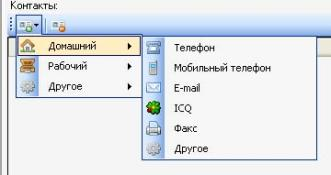 Контакты:
Домашний
Рабочий
Другое
Телефон
Мобильный телефон
E-mail
ICQ
Факс
Другое